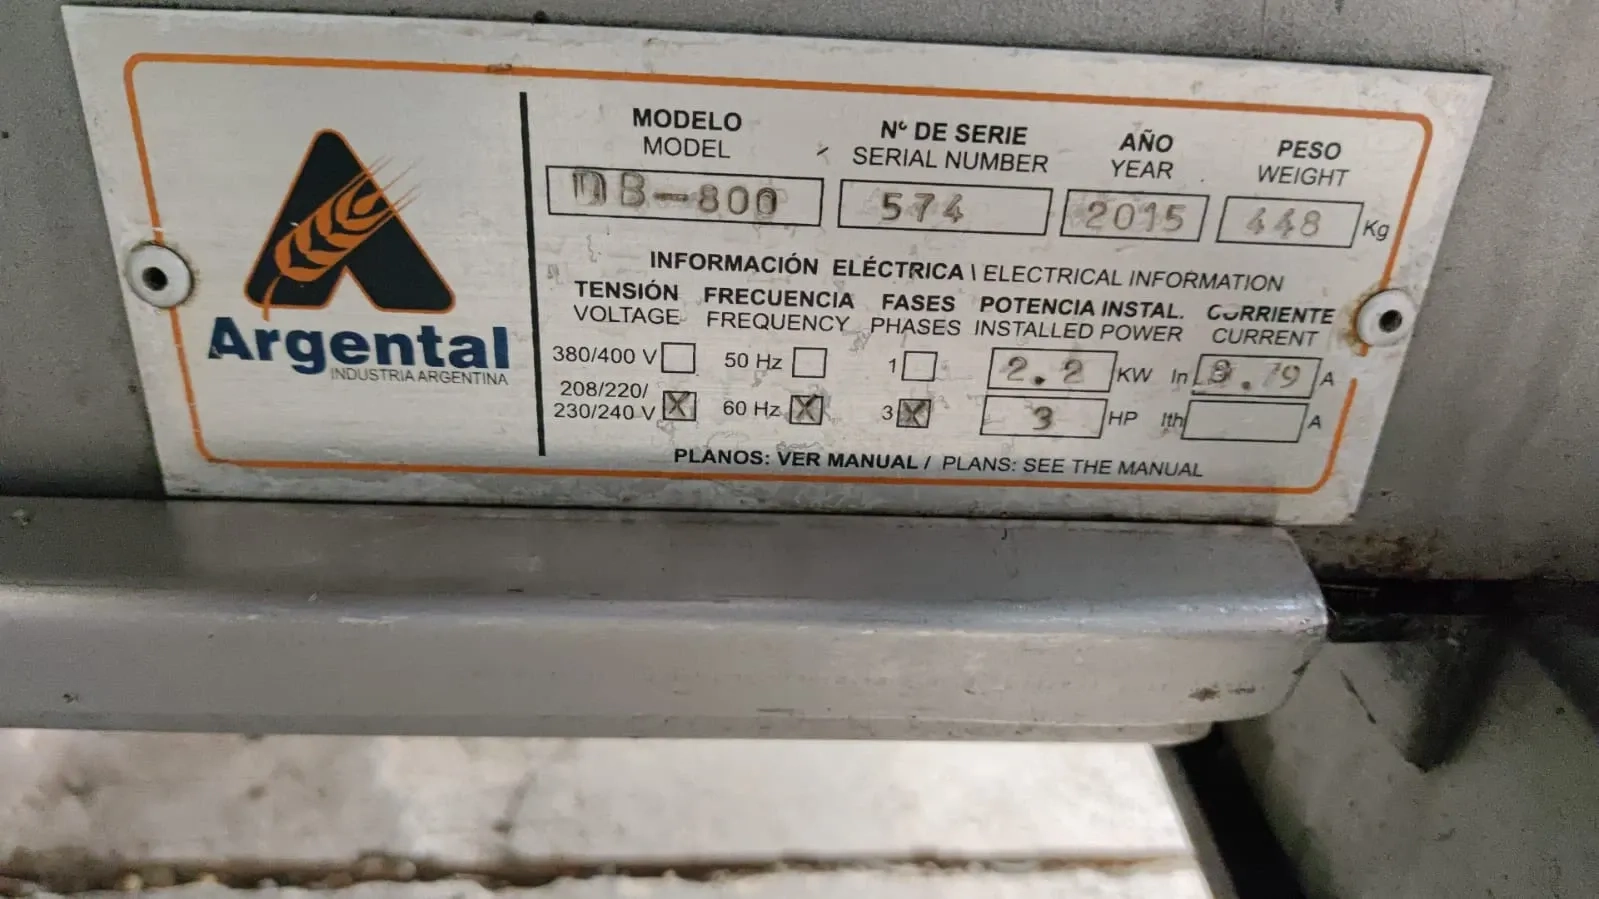 MODELO
MODEL
DB-800
Nº DE SERIE
SERIAL NUMBER
574
AÑO
YEAR
2015
PESO
WEIGHT
448 Kg
Argental
INDUSTRIA ARGENTINA
INFORMACIÓN ELÉCTRICA \ ELECTRICAL INFORMATION
TENSIÓN FRECUENCIA FASES POTENCIA INSTAL. CORRIENTE
VOLTAGE FREQUENCY PHASES INSTALLED POWER CURRENT
380/400 V 50 Hz 1 2.2 KW In 8.79 A
208/220/
230/240 V X 60 Hz X 3 X 3 HP Ith A
PLANOS: VER MANUAL / PLANS: SEE THE MANUAL